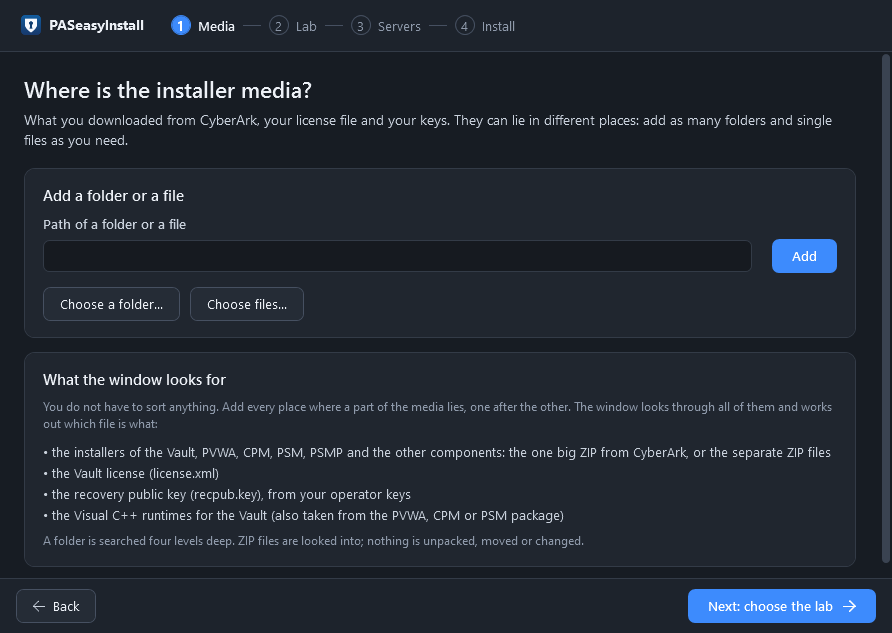 PASeasyInstall
1 Media
2 Lab
3 Servers
4 Install
Where is the installer media?
What you downloaded from CyberArk, your license file and your keys. They can lie in different places: add as many folders and single
files as you need.
Add a folder or a file
Path of a folder or a file
Add
Choose a folder...
Choose files...
What the window looks for
You do not have to sort anything. Add every place where a part of the media lies, one after the other. The window looks through all of them and works
out which file is what:
• the installers of the Vault, PVWA, CPM, PSM, PSMP and the other components: the one big ZIP from CyberArk, or the separate ZIP files
• the Vault license (license.xml)
• the recovery public key (recpub.key), from your operator keys
• the Visual C++ runtimes for the Vault (also taken from the PVWA, CPM or PSM package)
A folder is searched four levels deep. ZIP files are looked into; nothing is unpacked, moved or changed.
← Back
Next: choose the lab →